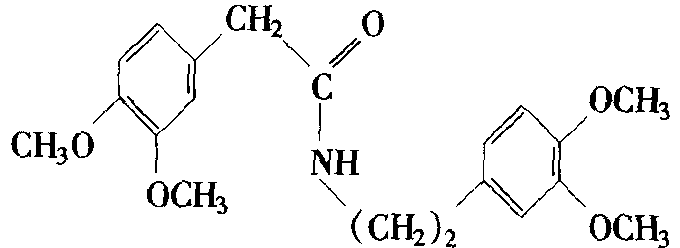 CH₂
O
C
OCH₃
CH₃O
NH
OCH₃
(CH₂)₂
OCH₃